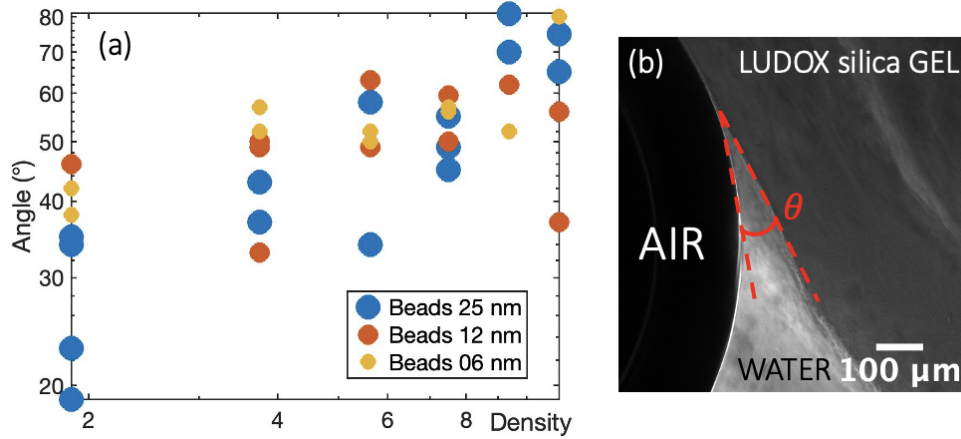 (a)
80
70
60
50
40
30
20
Angle (°)
Beads 25 nm
Beads 12 nm
Beads 06 nm
2
4
6
8
Density
(b)
LUDOX silica GEL
θ
AIR
WATER
100 μm